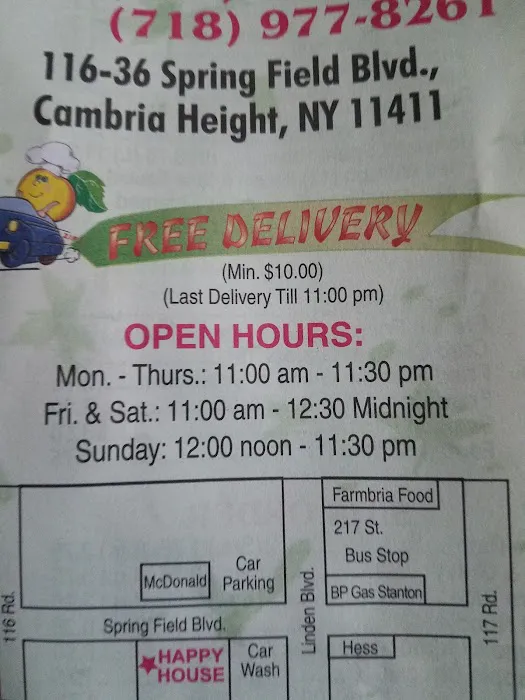 (718) 977-8261
116-36 Spring Field Blvd.,
Cambria Height, NY 11411
FREE DELIVERY
(Min. $10.00)
(Last Delivery Till 11:00 pm)
OPEN HOURS:
Mon. - Thurs.: 11:00 am - 11:30 pm
Fri. & Sat.: 11:00 am - 12:30 Midnight
Sunday: 12:00 noon - 11:30 pm
Farmbria Food
217 St.
Bus Stop
Car
Parking
McDonald
BP Gas Stanton
116 Rd.
Linden Blvd.
117 Rd.
Spring Field Blvd.
HAPPY
HOUSE
Car
Wash
Hess